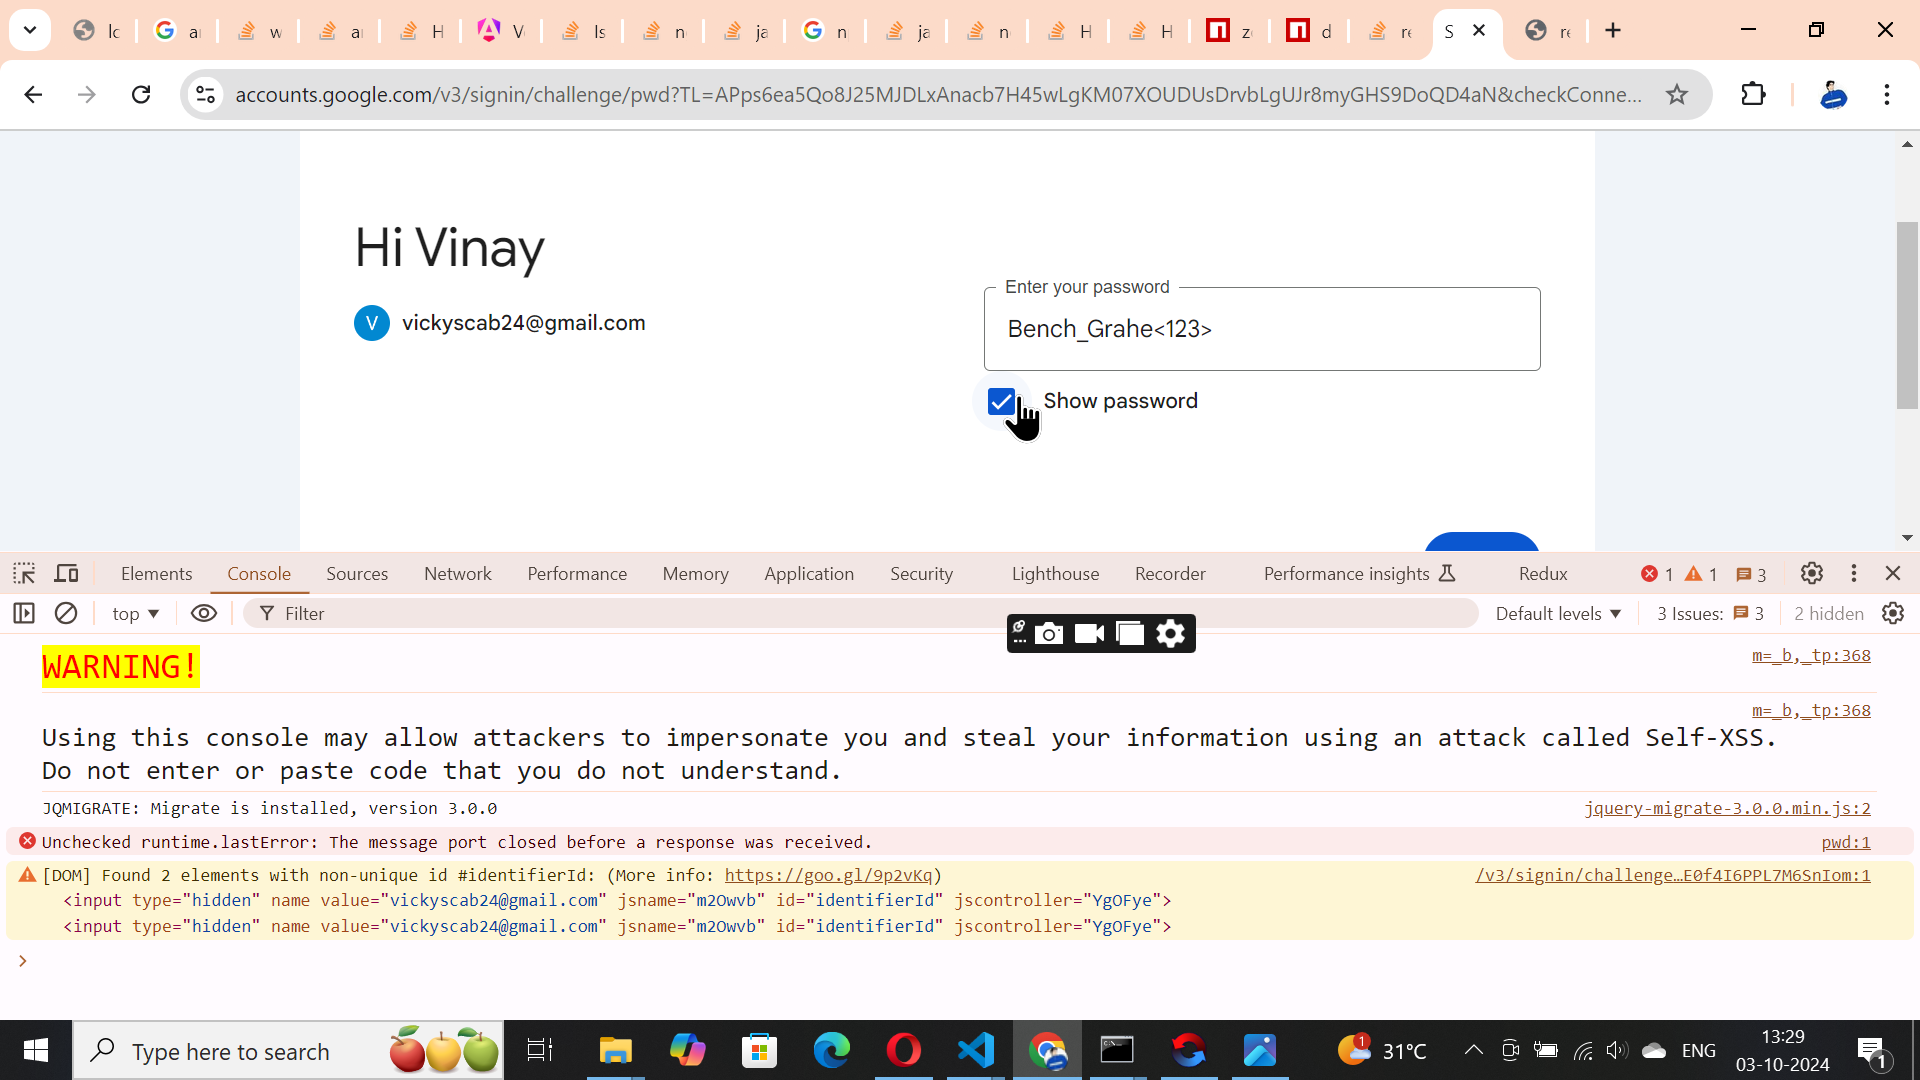 lo
a
w
a
H
V
Is
n
ja
n
ja
n
H
H
z
d
re
S
re
accounts.google.com/v3/signin/challenge/pwd?TL=APps6ea5Qo8J25MJDLxAnacb7H45wLgKM07XOUDUsDrvbLgUJr8myGHS9DoQD4aN&checkConne...
Hi Vinay
V vickyscab24@gmail.com
Enter your password
Bench_Grahe<123>
Show password
Elements Console Sources Network Performance Memory Application Security Lighthouse Recorder Performance insights Redux 1 1 3
top Filter Default levels 3 Issues: 3 2 hidden
WARNING! m=_b,_tp:368
m=_b,_tp:368
Using this console may allow attackers to impersonate you and steal your information using an attack called Self-XSS.
Do not enter or paste code that you do not understand.
JQMIGRATE: Migrate is installed, version 3.0.0 jquery-migrate-3.0.0.min.js:2
Unchecked runtime.lastError: The message port closed before a response was received. pwd:1
[DOM] Found 2 elements with non-unique id #identifierId: (More info: https://goo.gl/9p2vKq) /v3/signin/challenge…E0f4I6PPL7M6SnIom:1
<input type="hidden" name value="vickyscab24@gmail.com" jsname="m2Owvb" id="identifierId" jscontroller="YgOFye">
<input type="hidden" name value="vickyscab24@gmail.com" jsname="m2Owvb" id="identifierId" jscontroller="YgOFye">
Type here to search
1
31°C
ENG
13:29
03-10-2024
1